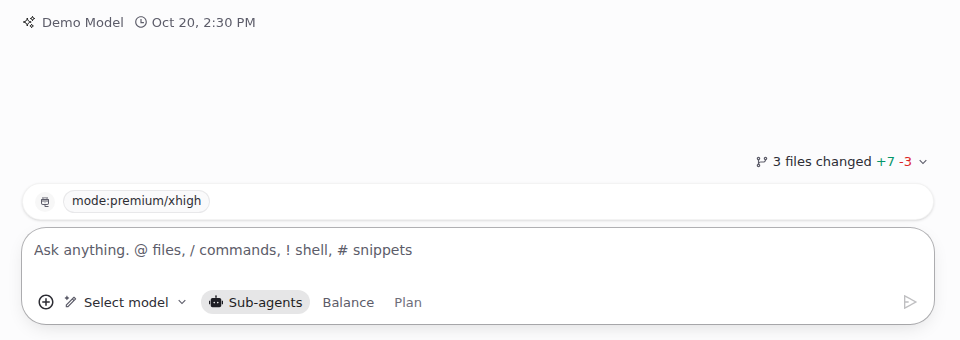 Demo Model Oct 20, 2:30 PM
3 files changed +7 -3
mode:premium/xhigh
Ask anything. @ files, / commands, ! shell, # snippets
Select model Sub-agents Balance Plan